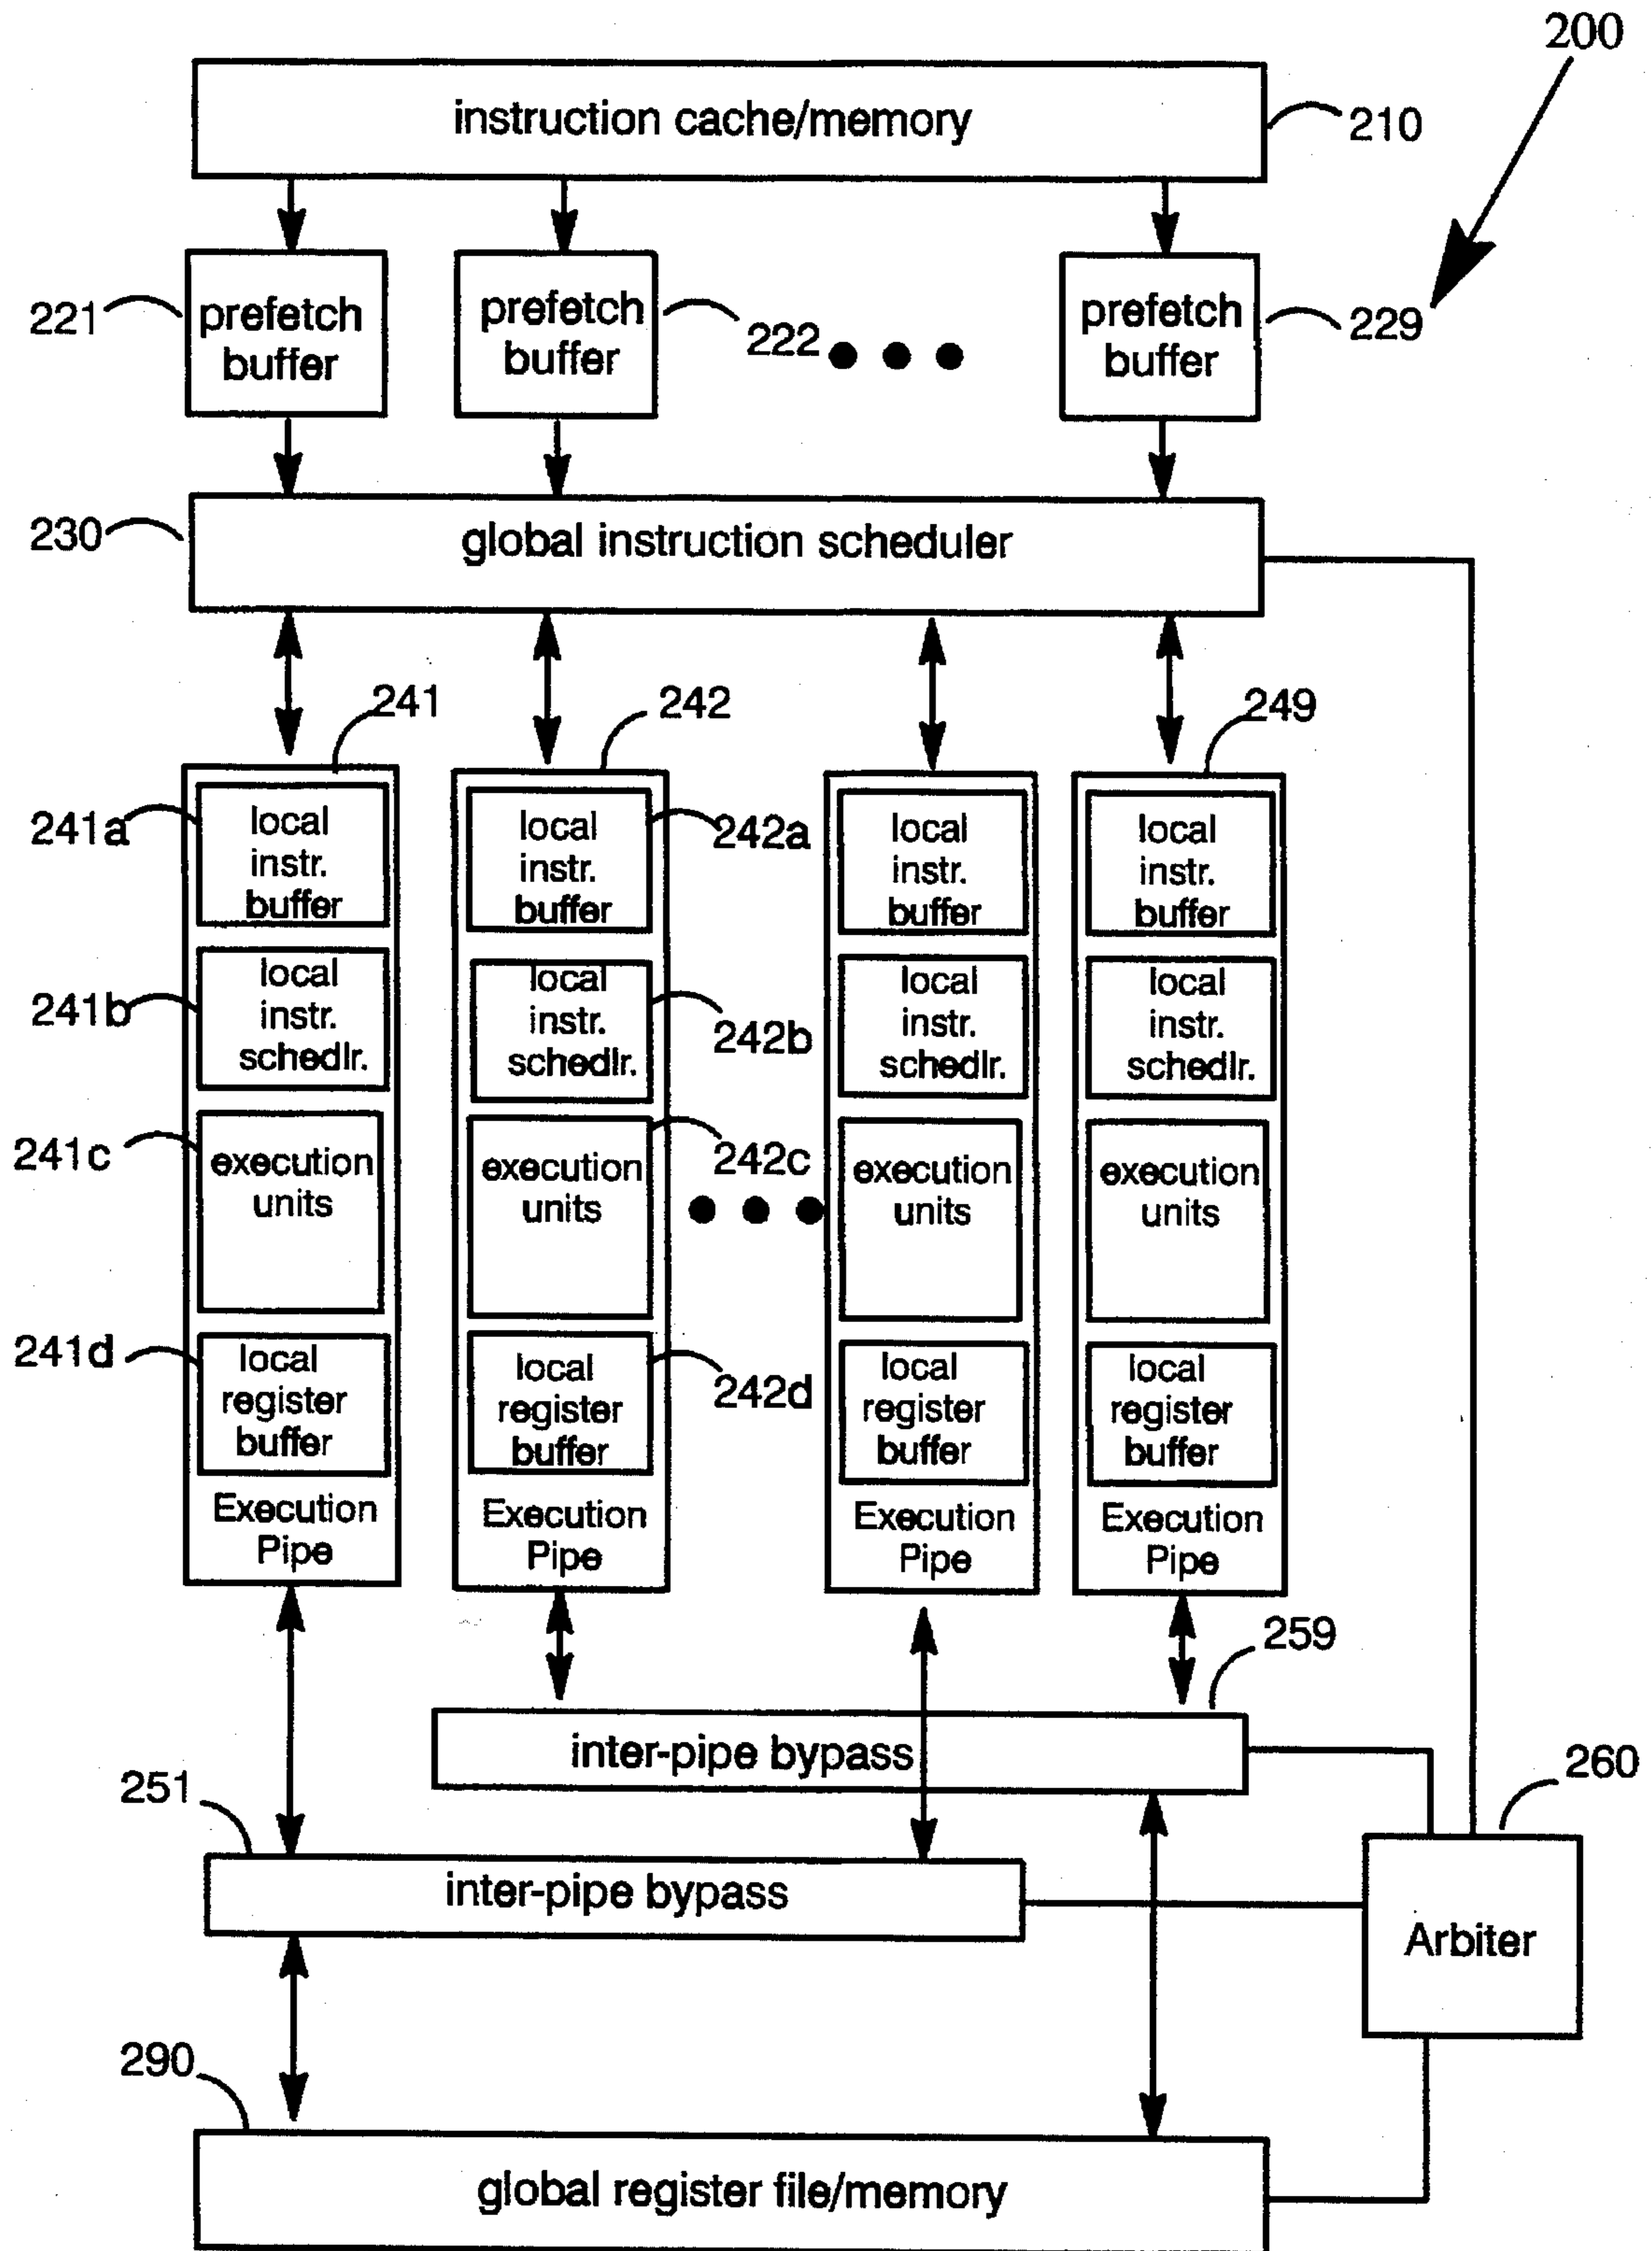 200
instruction cache/memory
210
221
prefetch
buffer
prefetch
buffer
222
prefetch
buffer
229
230
global instruction scheduler
241
242
249
241a
local
instr.
buffer
local
instr.
buffer
242a
local
instr.
buffer
local
instr.
buffer
241b
local
instr.
schedlr.
local
instr.
schedlr.
242b
local
instr.
schedlr.
local
instr.
schedlr.
241c
execution
units
execution
units
242c
execution
units
execution
units
241d
local
register
buffer
local
register
buffer
242d
local
register
buffer
local
register
buffer
Execution
Pipe
Execution
Pipe
Execution
Pipe
Execution
Pipe
259
inter-pipe bypass
251
260
inter-pipe bypass
Arbiter
290
global register file/memory